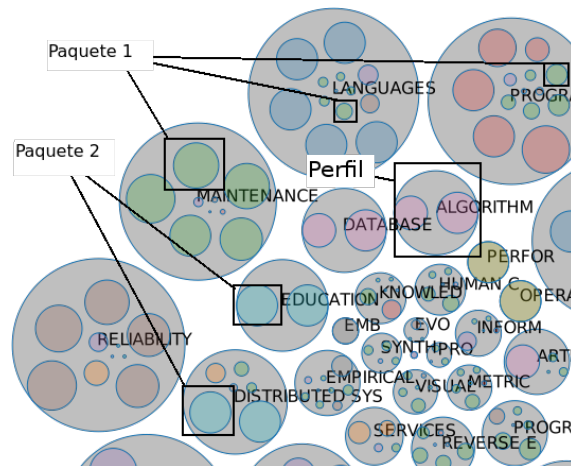 Paquete 1
LANGUAGES
PROGRA
Paquete 2
Perfil
MAINTENANCE
ALGORITHM
DATABASE
PERFOR
HUMAN C
KNOWLED
EDUCATION
OPERA
EMB
EVO
INFORM
RELIABILITY
SYNTH
PRO
ART
EMPIRICAL
VISUAL
METRIC
DISTRIBUTED SYS
SERVICES
REVERSE E
PROGR